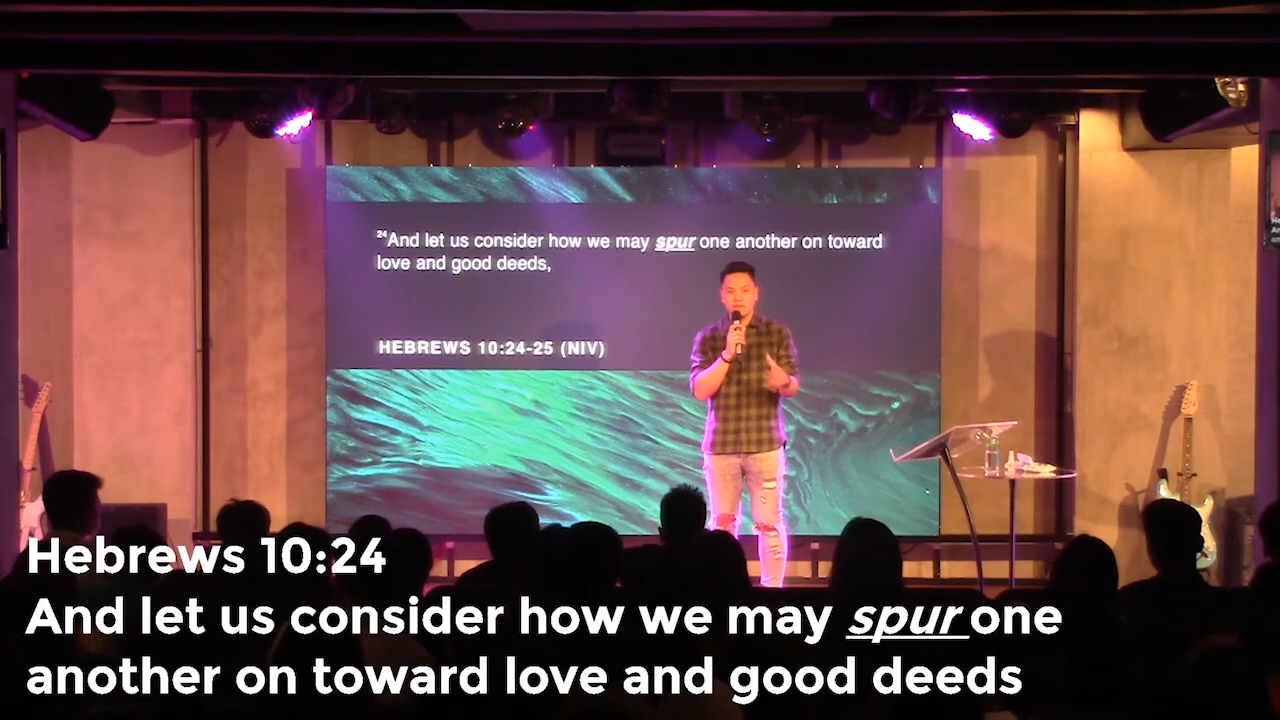 ²⁴And let us consider how we may spur one another on toward
love and good deeds,
HEBREWS 10:24-25 (NIV)
Hebrews 10:24
And let us consider how we may spur one
another on toward love and good deeds